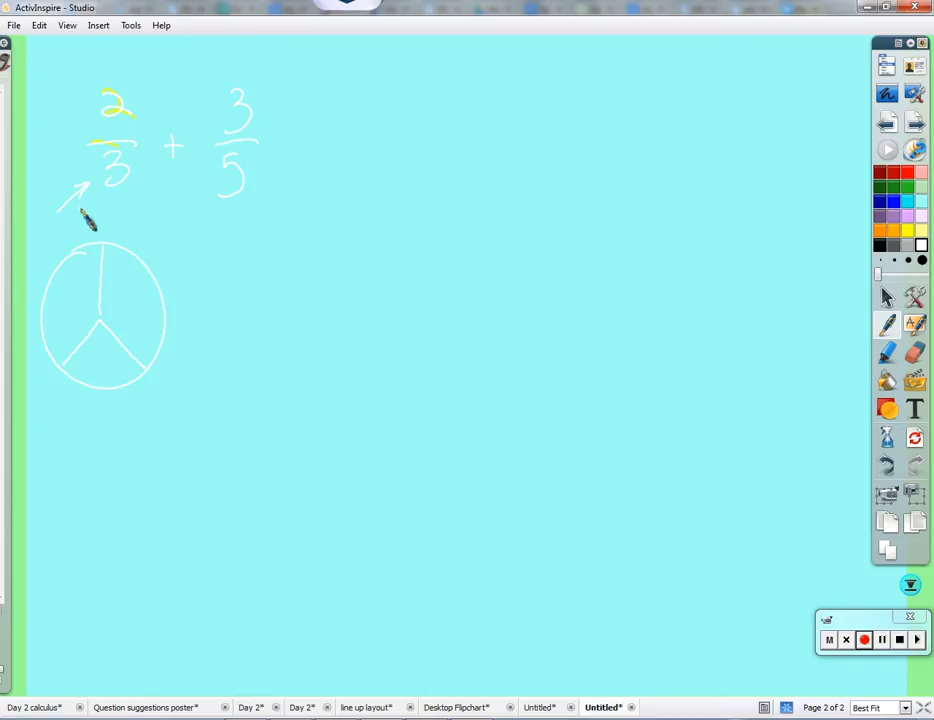 ActivInspire - Studio
File Edit View Insert Tools Help
2/3 + 3/5
M
Day 2 calculus* Question suggestions poster* Day 2* Day 2* line up layout* Desktop Flipchart* Untitled* Untitled* Page 2 of 2 Best Fit